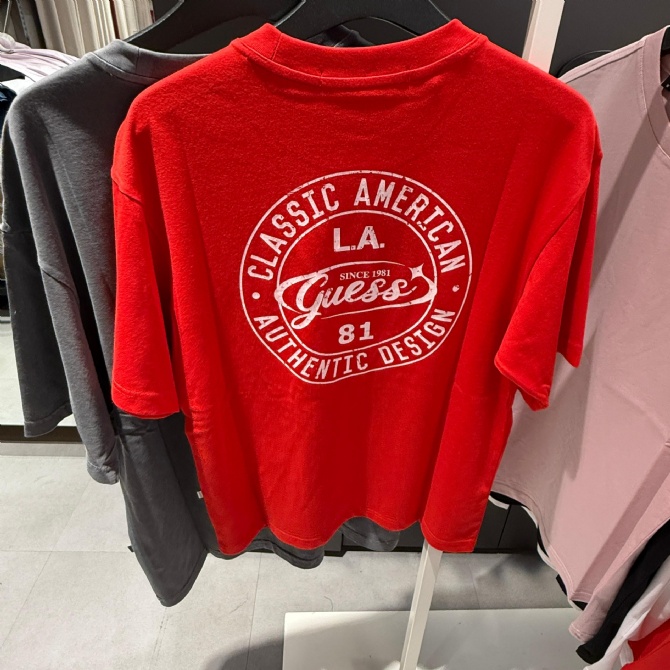 CLASSIC AMERICAN
L.A.
SINCE 1981
Guess
81
AUTHENTIC DESIGN